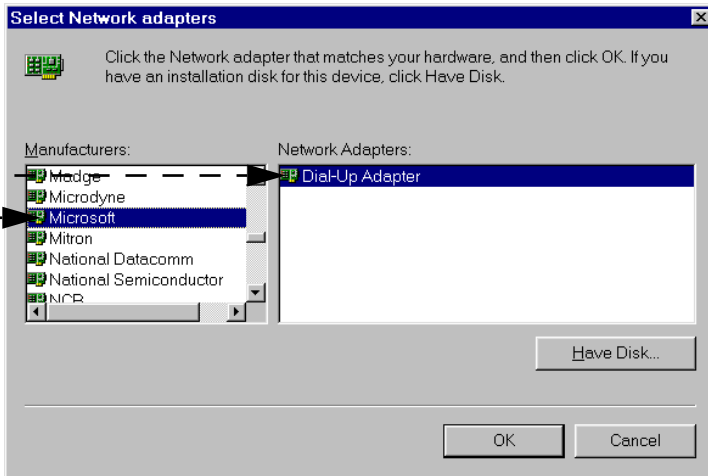 Select Network adapters
Click the Network adapter that matches your hardware, and then click OK. If you
have an installation disk for this device, click Have Disk.
Manufacturers:
Network Adapters:
Madge
Dial-Up Adapter
Microdyne
Microsoft
Mitron
National Datacomm
National Semiconductor
NCR
Have Disk...
OK
Cancel